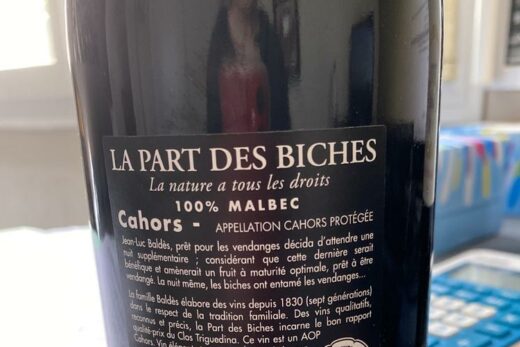 LA PART DES BICHES
La nature a tous les droits
100% MALBEC
Cahors - APPELLATION CAHORS PROTÉGÉE
Jean-Luc Baldès, prêt pour les vendanges décida d'attendre une
nuit supplémentaire ; considérant que cette dernière serait
bénéfique et amènerait un fruit à maturité optimale, prêt à être
vendangé. La nuit même, les biches ont entamé les vendanges...
La famille Baldès élabore des vins depuis 1830 (sept générations)
dans le respect de la tradition familiale. Des vins qualitatifs,
reconnus et précis, la Part des Biches incarne le bon rapport
qualité-prix du Clos Triguedina. Ce vin est un AOP
Cahors. Vin